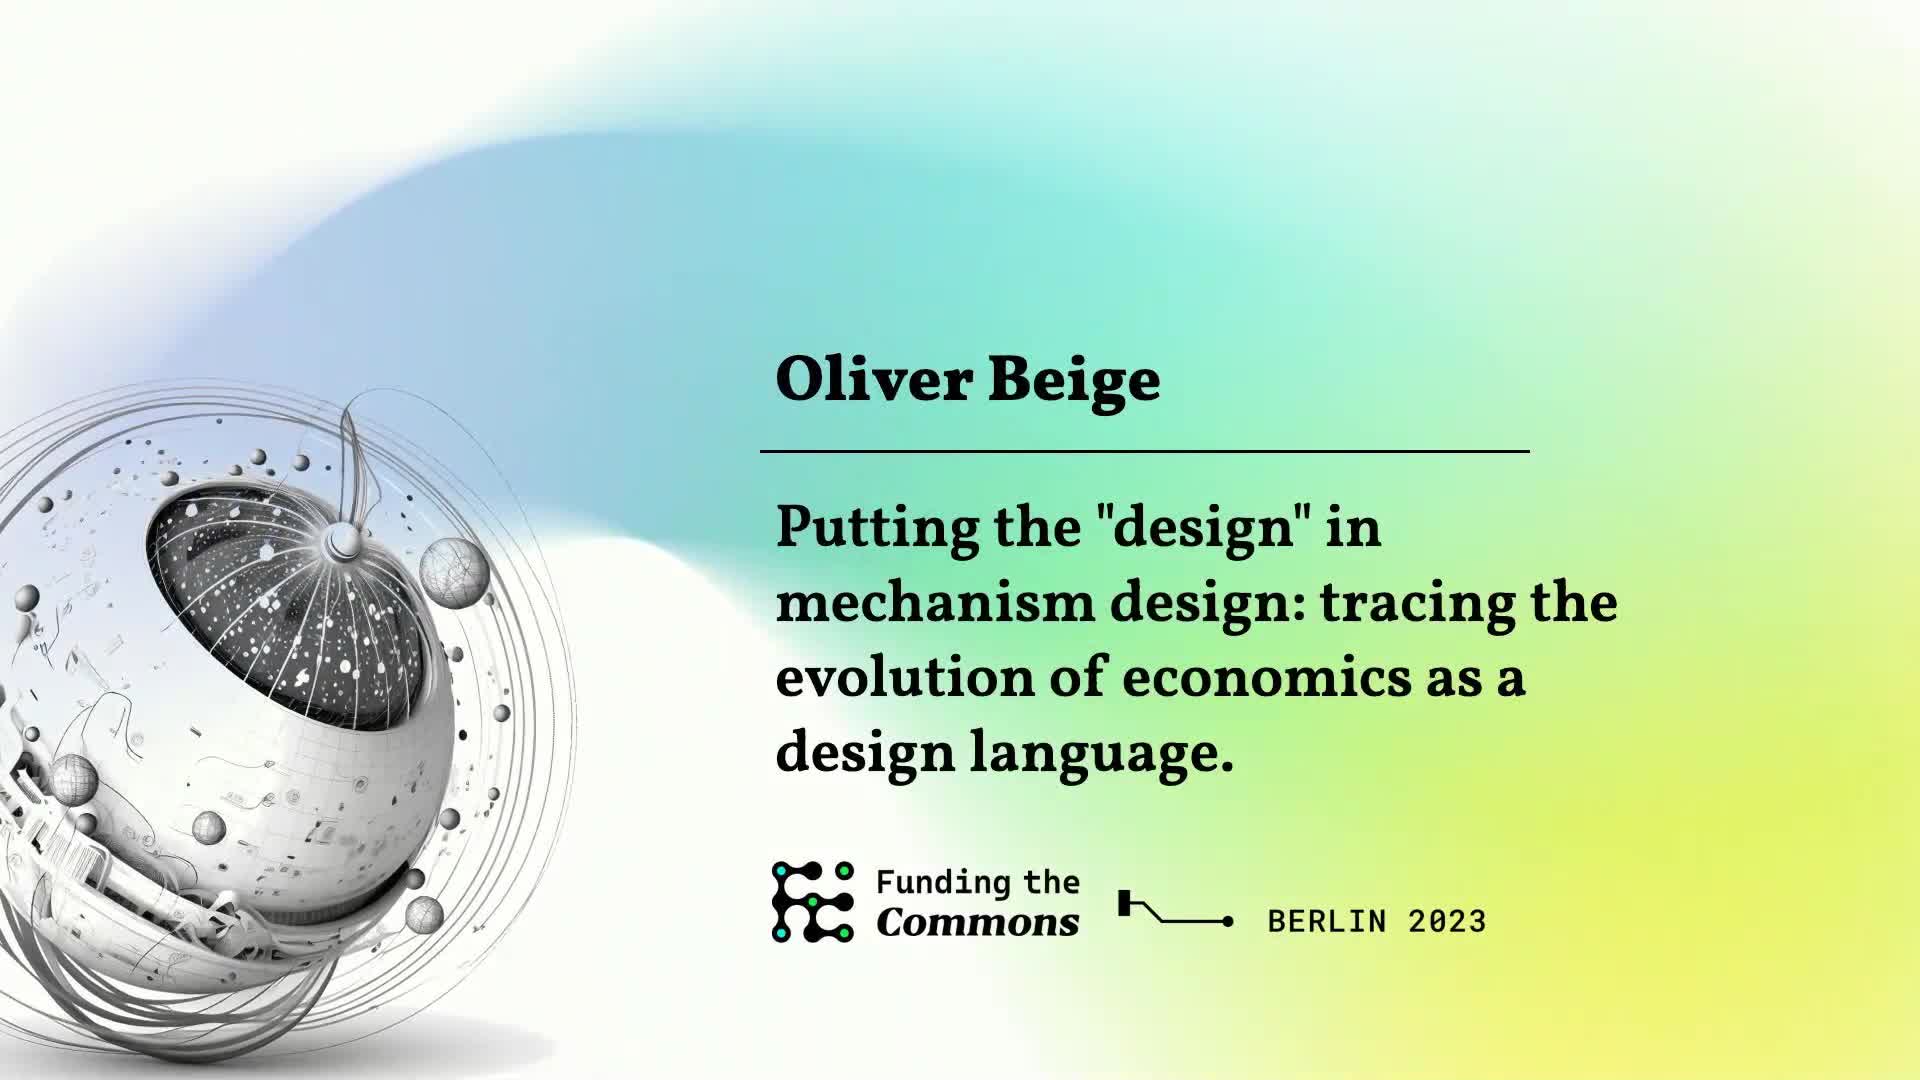 Oliver Beige
Putting the "design" in
mechanism design: tracing the
evolution of economics as a
design language.
Funding the
Commons
BERLIN 2023